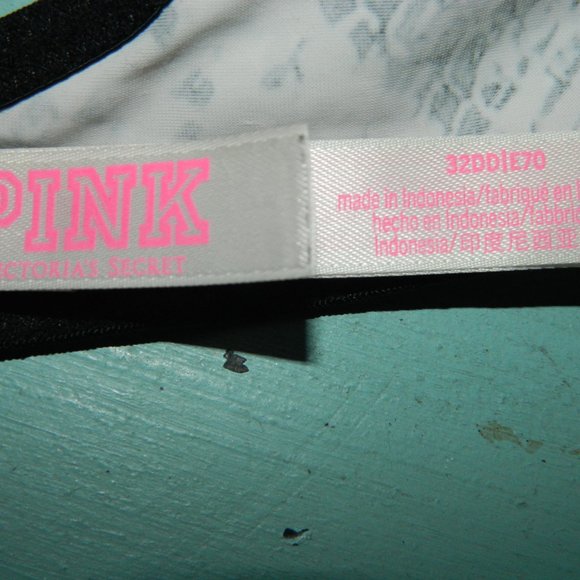 PINK
VICTORIA'S SECRET
32DD|E70
made in Indonesia/fabriqué en
hecho en Indonesia/fabbri
Indonesia/ 印度尼西亚